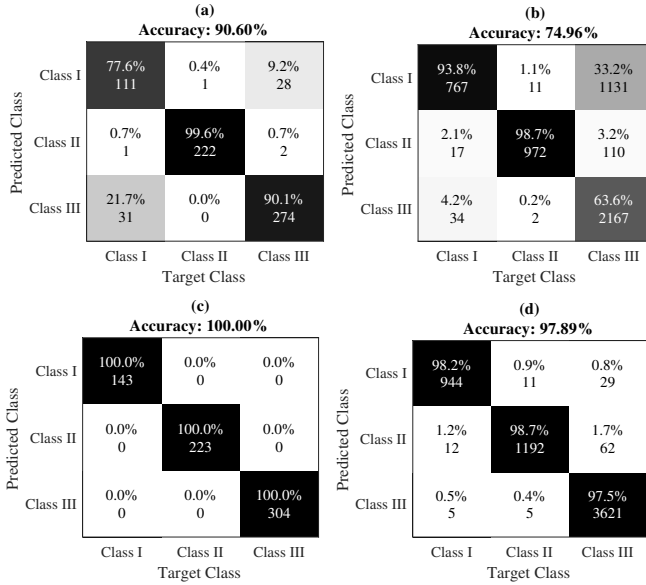 (a)
Accuracy: 90.60%
Predicted Class
Class I
77.6% 0.4% 9.2%
111 1 28
Class II
0.7% 99.6% 0.7%
1 222 2
Class III
21.7% 0.0% 90.1%
31 0 274
Class I Class II Class III
Target Class
(b)
Accuracy: 74.96%
Predicted Class
Class I
93.8% 1.1% 33.2%
767 11 1131
Class II
2.1% 98.7% 3.2%
17 972 110
Class III
4.2% 0.2% 63.6%
34 2 2167
Class I Class II Class III
Target Class
(c)
Accuracy: 100.00%
Predicted Class
Class I
100.0% 0.0% 0.0%
143 0 0
Class II
0.0% 100.0% 0.0%
0 223 0
Class III
0.0% 0.0% 100.0%
0 0 304
Class I Class II Class III
Target Class
(d)
Accuracy: 97.89%
Predicted Class
Class I
98.2% 0.9% 0.8%
944 11 29
Class II
1.2% 98.7% 1.7%
12 1192 62
Class III
0.5% 0.4% 97.5%
5 5 3621
Class I Class II Class III
Target Class